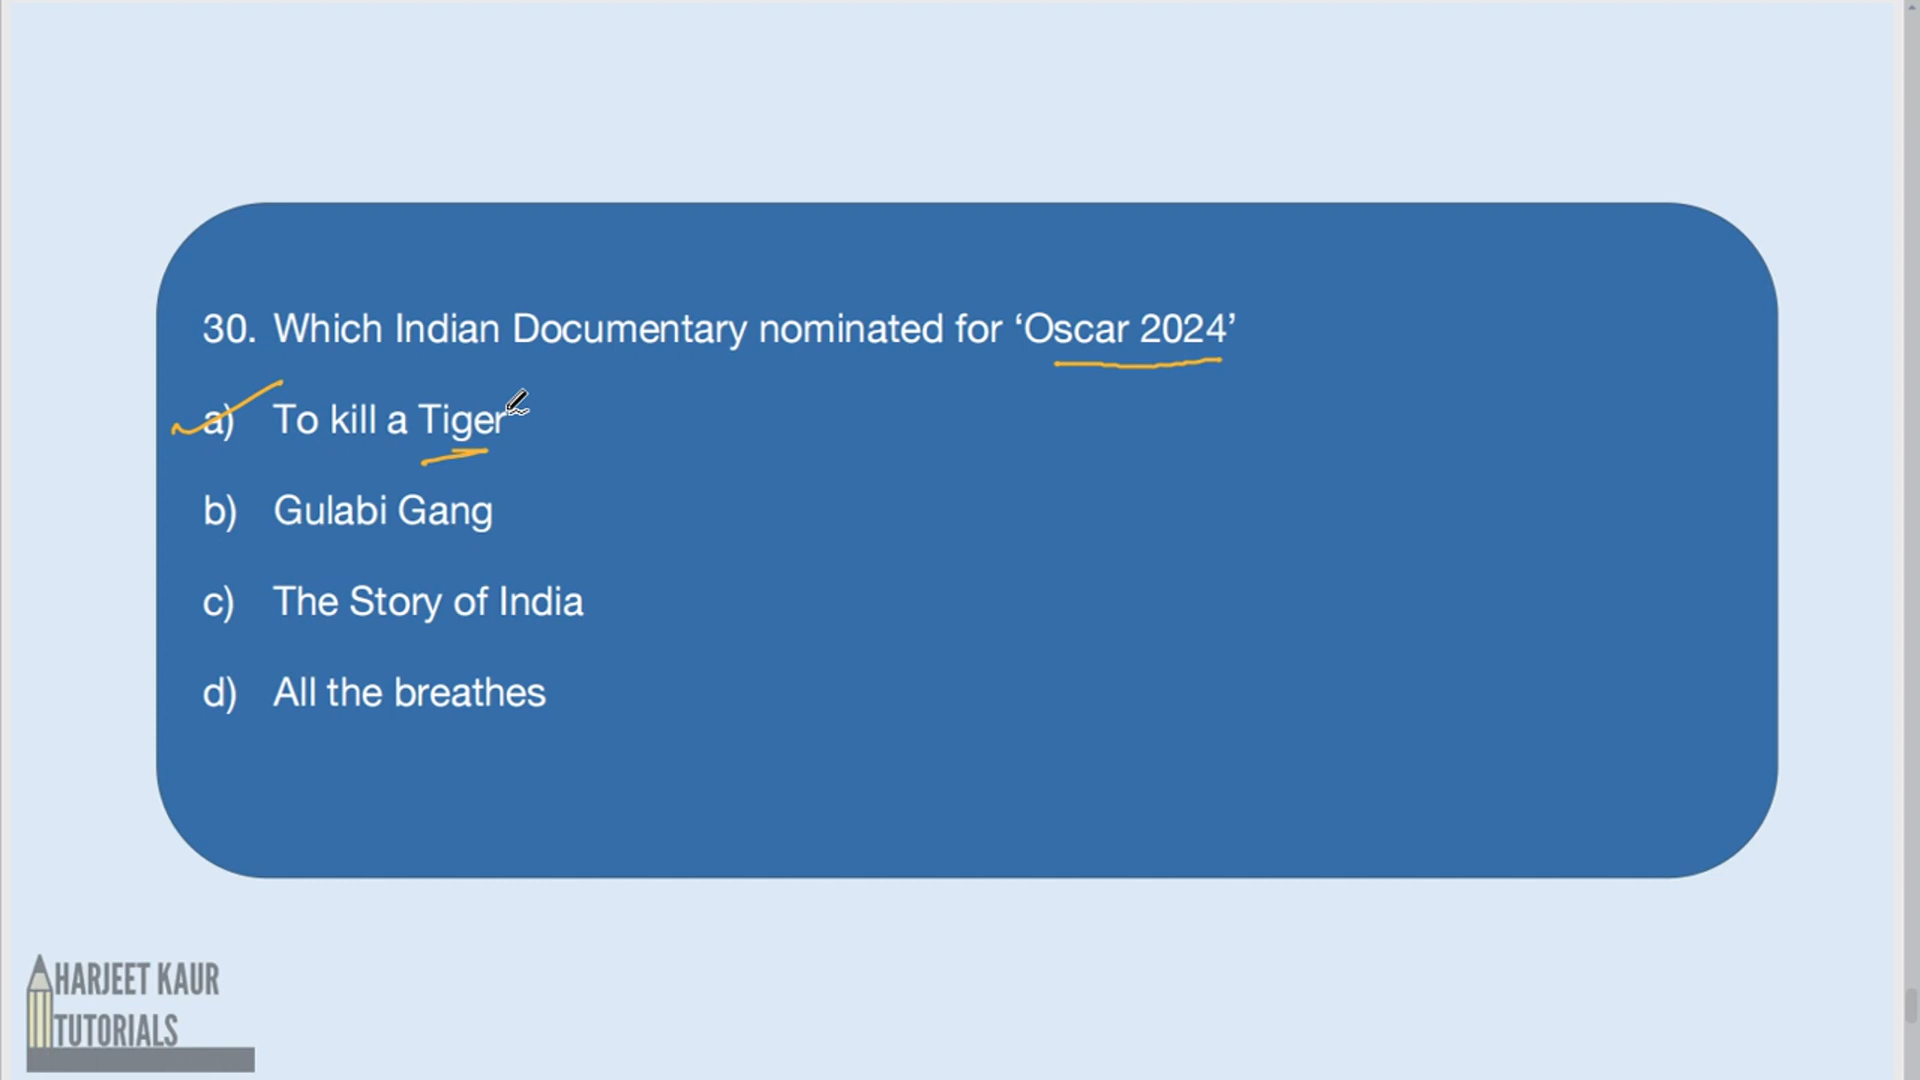 30. Which Indian Documentary nominated for ‘Oscar 2024’
a) To kill a Tiger
b) Gulabi Gang
c) The Story of India
d) All the breathes
HARJEET KAUR
TUTORIALS